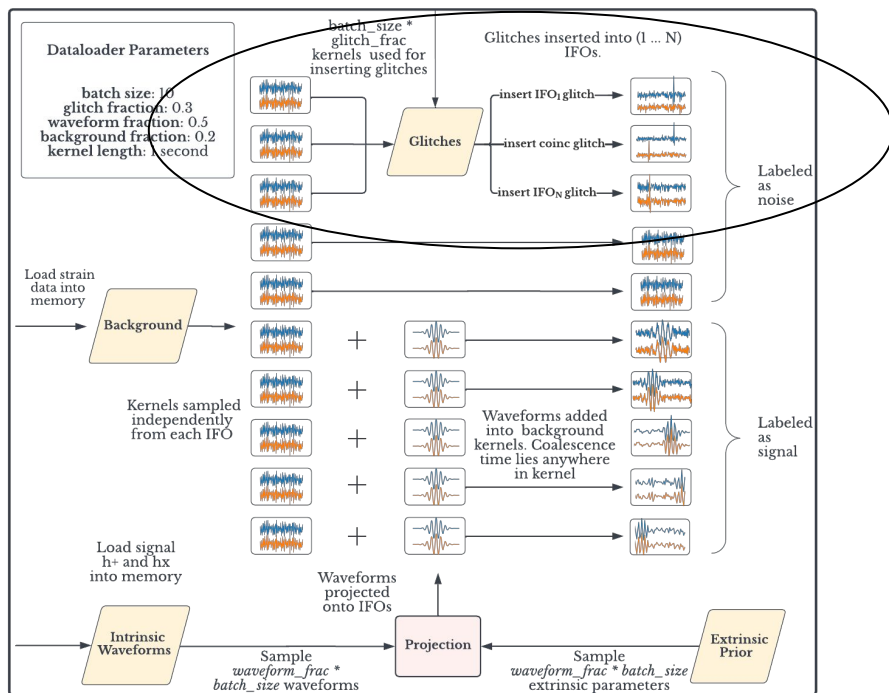 Dataloader Parameters
batch size: 10
glitch fraction: 0.3
waveform fraction: 0.5
background fraction: 0.2
kernel length: 1 second
batch_size *
glitch_frac
kernels used for
inserting glitches
Glitches inserted into (1 ... N)
IFOs.
Glitches
insert IFO₁ glitch
insert coinc glitch
insert IFO_N glitch
Labeled
as
noise
Load strain
data into
memory
Background
Kernels sampled
independently
from each IFO
+
+
+
+
+
Waveforms added
into background
kernels. Coalescence
time lies anywhere
in kernel
Labeled
as
signal
Load signal
h+ and hx
into memory
Waveforms
projected
onto IFOs
Intrinsic
Waveforms
Sample
waveform_frac *
batch_size waveforms
Projection
Sample
waveform_frac * batch_size
extrinsic parameters
Extrinsic
Prior